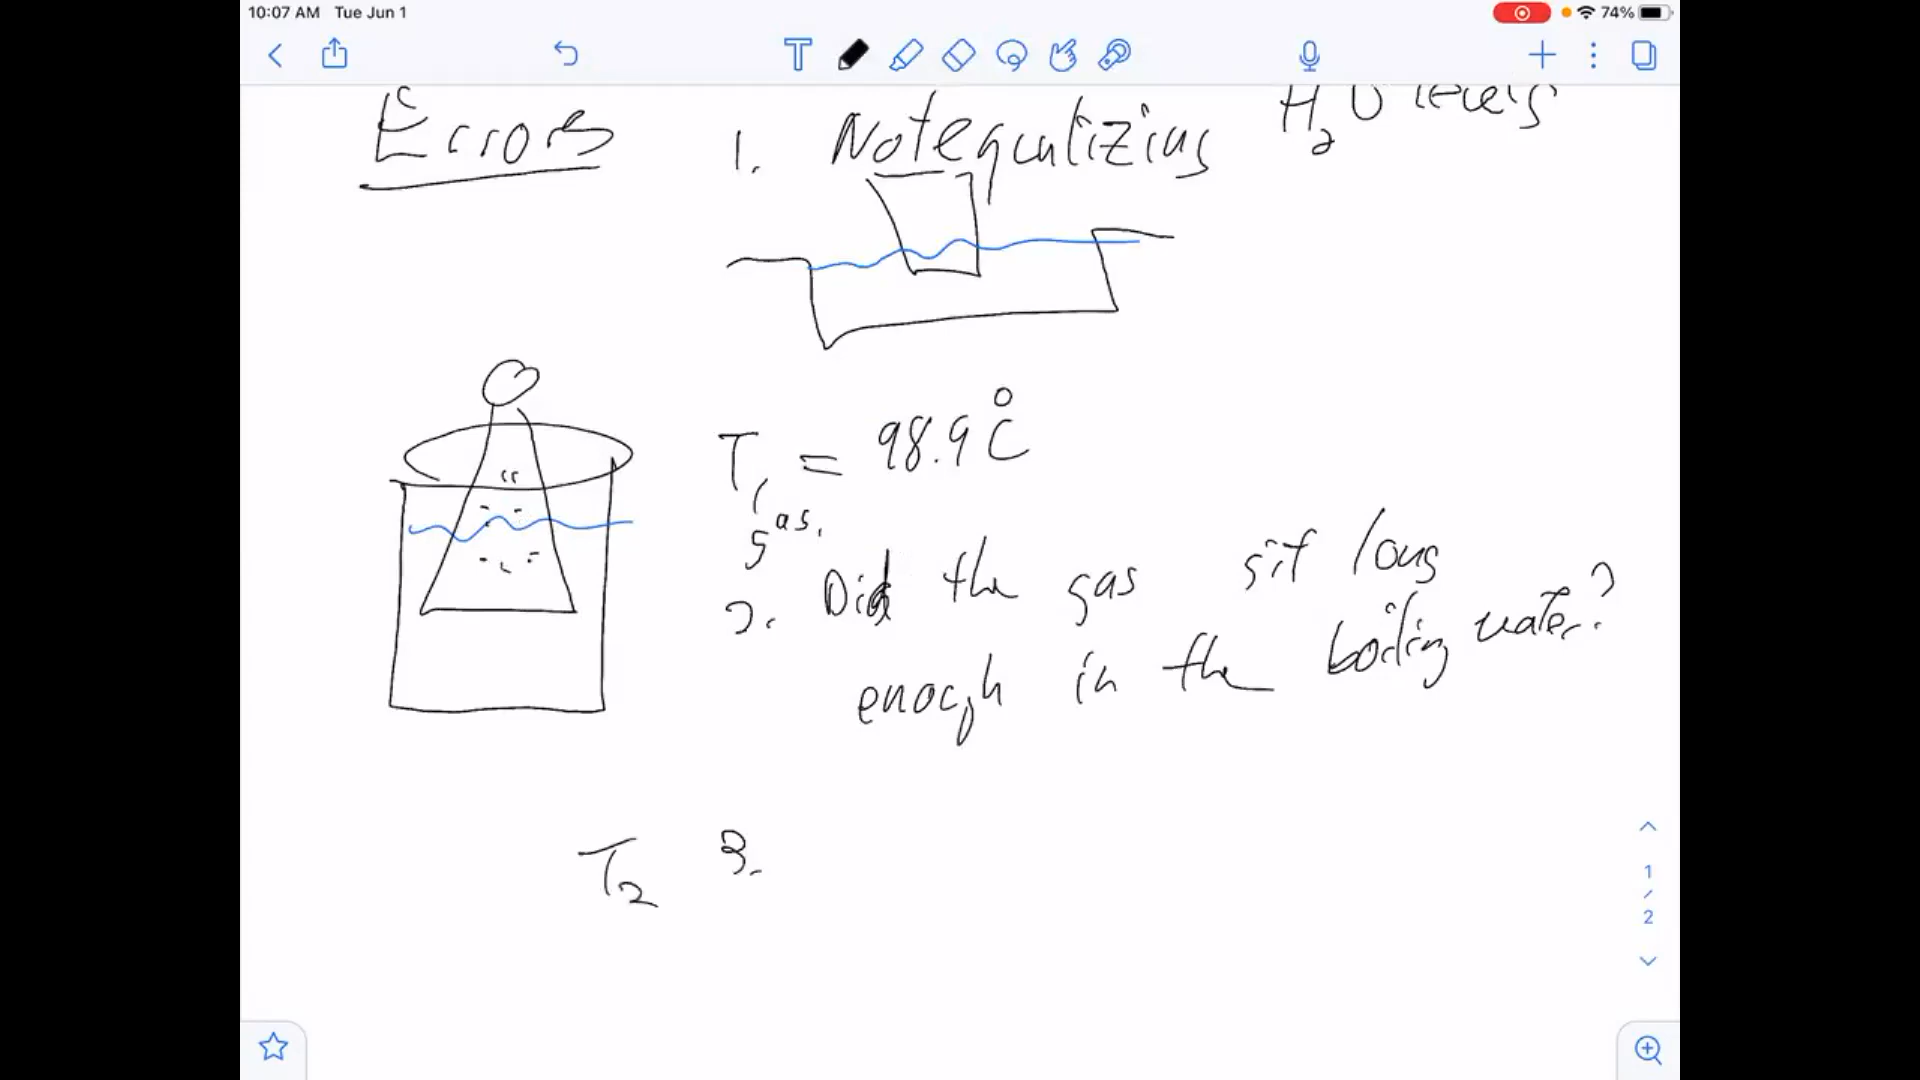 10:07 AM Tue Jun 1
74%
Errors 1. Not equlizing H2O levels
T1 = 98.9°C
gas.
2. Did the gas sit long
enough in the boiling water?
T2 3.
1
/
2